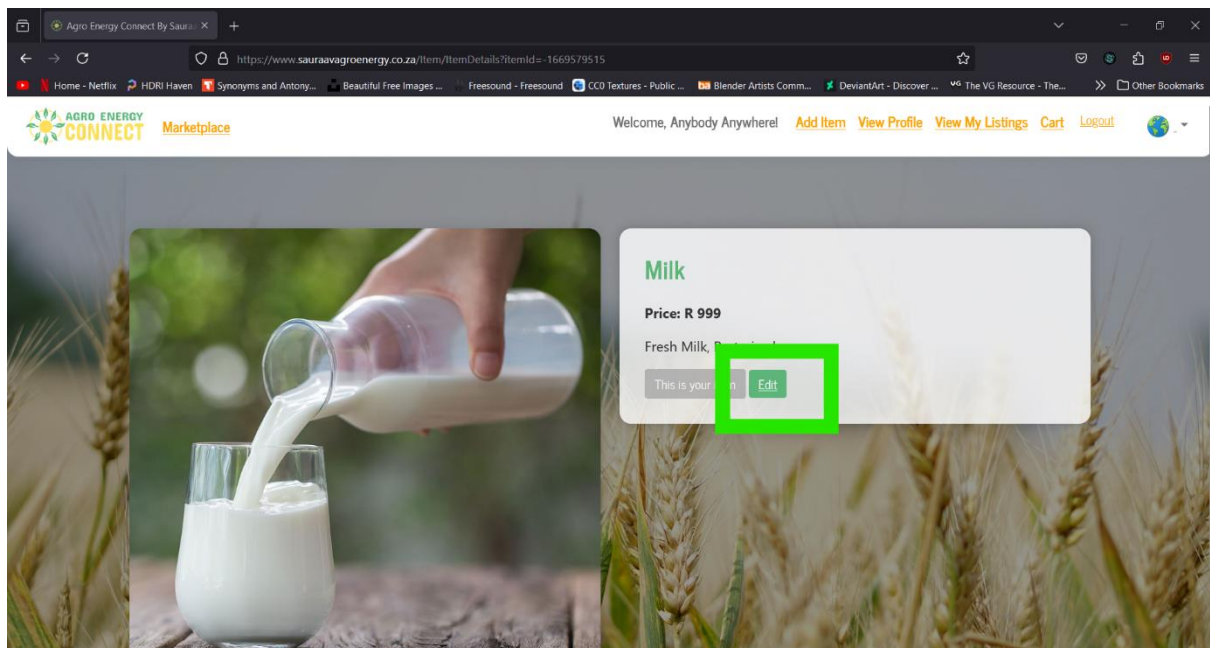 Agro Energy Connect By Saura
https://www.sauraavagroenergy.co.za/Item/ItemDetails?itemId=-1669579515
Home - Netflix HDRI Haven Synonyms and Antony... Beautiful Free Images ... Freesound - Freesound CC0 Textures - Public ... Blender Artists Comm... DeviantArt - Discover ... The VG Resource - The... Other Bookmarks
AGRO ENERGY
CONNECT
Marketplace Welcome, Anybody Anywhere! Add Item View Profile View My Listings Cart Logout
Milk
Price: R 999
Fresh Milk,
This is your Edit